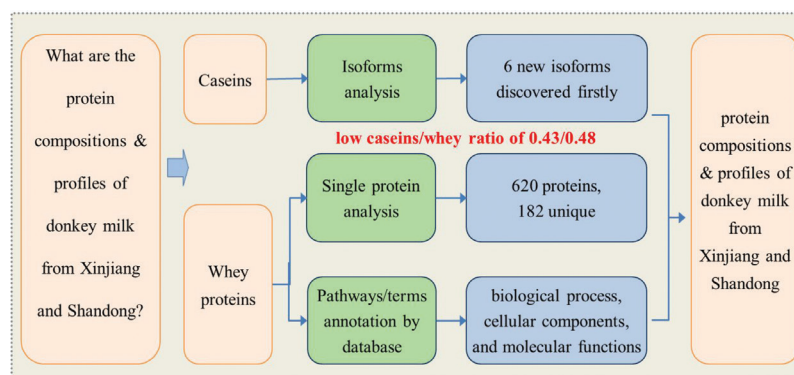 What are the
protein
compositions &
profiles of
donkey milk
from Xinjiang
and Shandong?
Caseins
Isoforms
analysis
6 new isoforms
discovered firstly
low caseins/whey ratio of 0.43/0.48
Whey
proteins
Single protein
analysis
620 proteins,
182 unique
Pathways/terms
annotation by
database
biological process,
cellular components,
and molecular functions
protein
compositions
& profiles of
donkey milk
from
Xinjiang and
Shandong